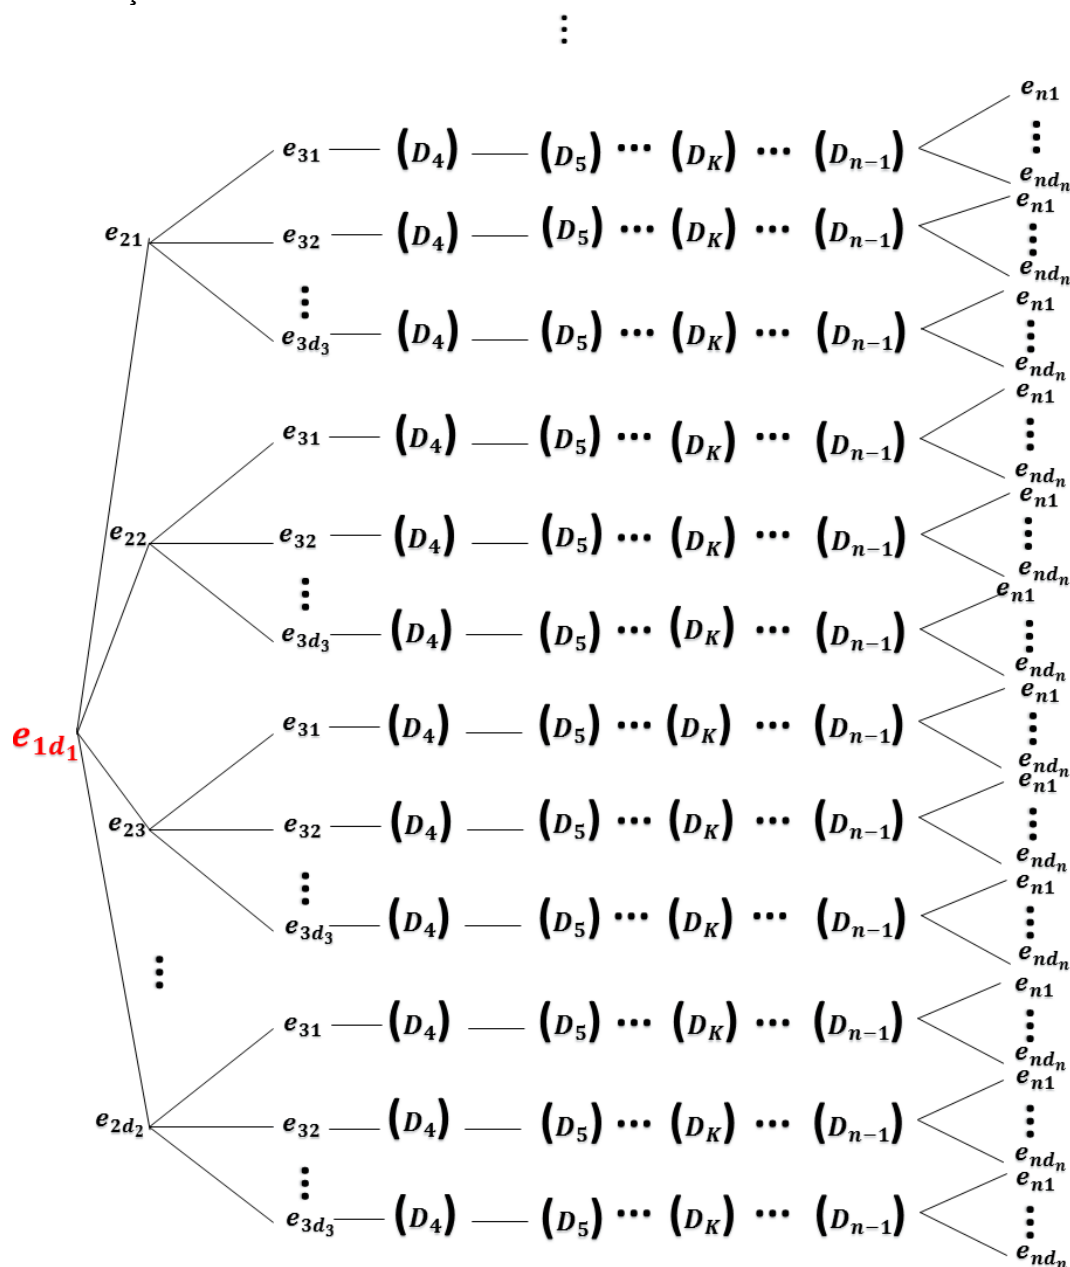 ⋮
e_{n1}
e_{31} (D_4) (D_5) ⋯ (D_K) ⋯ (D_{n-1}) ⋮
e_{nd_n}
e_{n1}
e_{21} e_{32} (D_4) (D_5) ⋯ (D_K) ⋯ (D_{n-1}) ⋮
e_{nd_n}
⋮ e_{n1}
e_{3d_3} (D_4) (D_5) ⋯ (D_K) ⋯ (D_{n-1}) ⋮
e_{nd_n}
e_{n1}
e_{31} (D_4) (D_5) ⋯ (D_K) ⋯ (D_{n-1}) ⋮
e_{nd_n}
e_{n1}
e_{22} e_{32} (D_4) (D_5) ⋯ (D_K) ⋯ (D_{n-1}) ⋮
e_{nd_n}
⋮ e_{n1}
e_{3d_3} (D_4) (D_5) ⋯ (D_K) ⋯ (D_{n-1}) ⋮
e_{nd_n}
e_{n1}
e_{1d_1} e_{31} (D_4) (D_5) ⋯ (D_K) ⋯ (D_{n-1}) ⋮
e_{nd_n}
e_{n1}
e_{23} e_{32} (D_4) (D_5) ⋯ (D_K) ⋯ (D_{n-1}) ⋮
e_{nd_n}
⋮ e_{n1}
e_{3d_3} (D_4) (D_5) ⋯ (D_K) ⋯ (D_{n-1}) ⋮
e_{nd_n}
⋮ e_{n1}
e_{31} (D_4) (D_5) ⋯ (D_K) ⋯ (D_{n-1}) ⋮
e_{nd_n}
e_{n1}
e_{2d_2} e_{32} (D_4) (D_5) ⋯ (D_K) ⋯ (D_{n-1}) ⋮
e_{nd_n}
⋮ e_{n1}
e_{3d_3} (D_4) (D_5) ⋯ (D_K) ⋯ (D_{n-1}) ⋮
e_{nd_n}